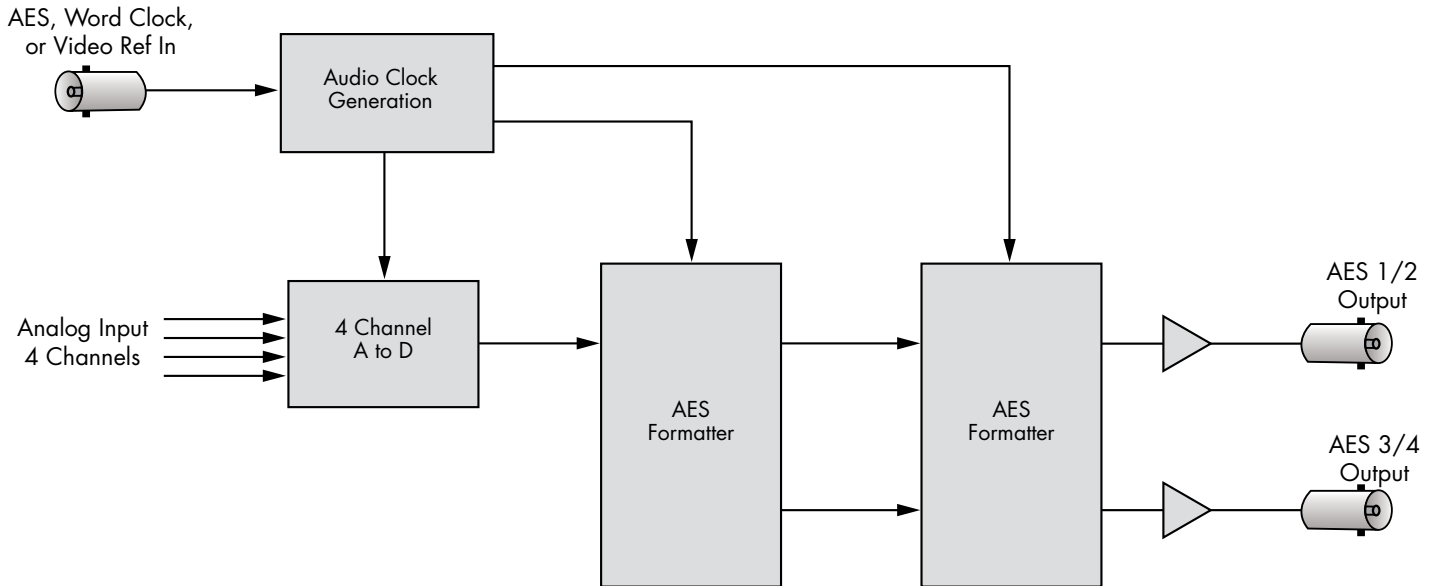 AES, Word Clock,
or Video Ref In
Audio Clock
Generation
Analog Input
4 Channels
4 Channel
A to D
AES
Formatter
AES
Formatter
AES 1/2
Output
AES 3/4
Output